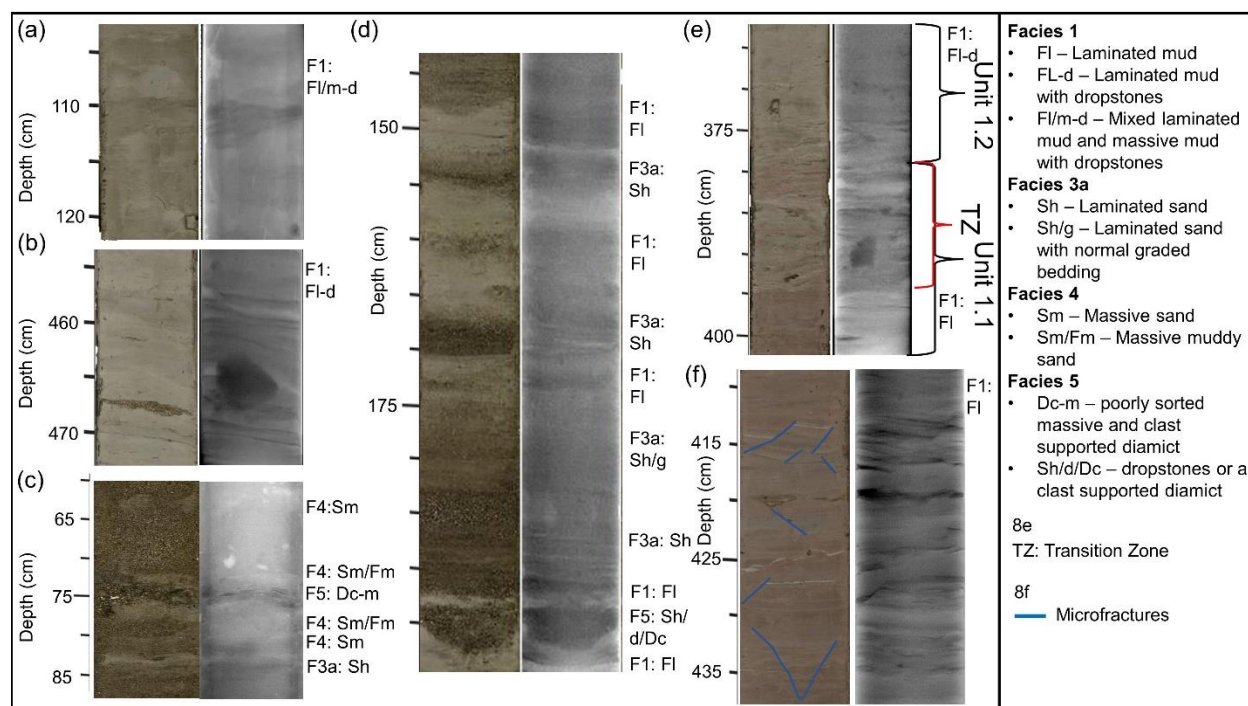 (a)
F1:
Fl/m-d
110
120
Depth (cm)
(b)
F1:
Fl-d
460
470
Depth (cm)
(c)
65
75
85
Depth (cm)
F4:Sm
F4: Sm/Fm
F5: Dc-m
F4: Sm/Fm
F4: Sm
F3a: Sh
(d)
150
175
Depth (cm)
F1:
Fl
F3a:
Sh
F1:
Fl
F3a:
Sh
F1:
Fl
F3a:
Sh/g
F3a: Sh
F1: Fl
F5: Sh/
d/Dc
F1: Fl
(e)
375
400
Depth (cm)
F1:
Fl-d
Unit 1.2
TZ
Unit 1.1
F1:
Fl
(f)
415
425
435
Depth (cm)
F1:
Fl
Facies 1
• Fl – Laminated mud
• FL-d – Laminated mud
with dropstones
• Fl/m-d – Mixed laminated
mud and massive mud
with dropstones
Facies 3a
• Sh – Laminated sand
• Sh/g – Laminated sand
with normal graded
bedding
Facies 4
• Sm – Massive sand
• Sm/Fm – Massive muddy
sand
Facies 5
• Dc-m – poorly sorted
massive and clast
supported diamict
• Sh/d/Dc – dropstones or a
clast supported diamict
8e
TZ: Transition Zone
8f
Microfractures